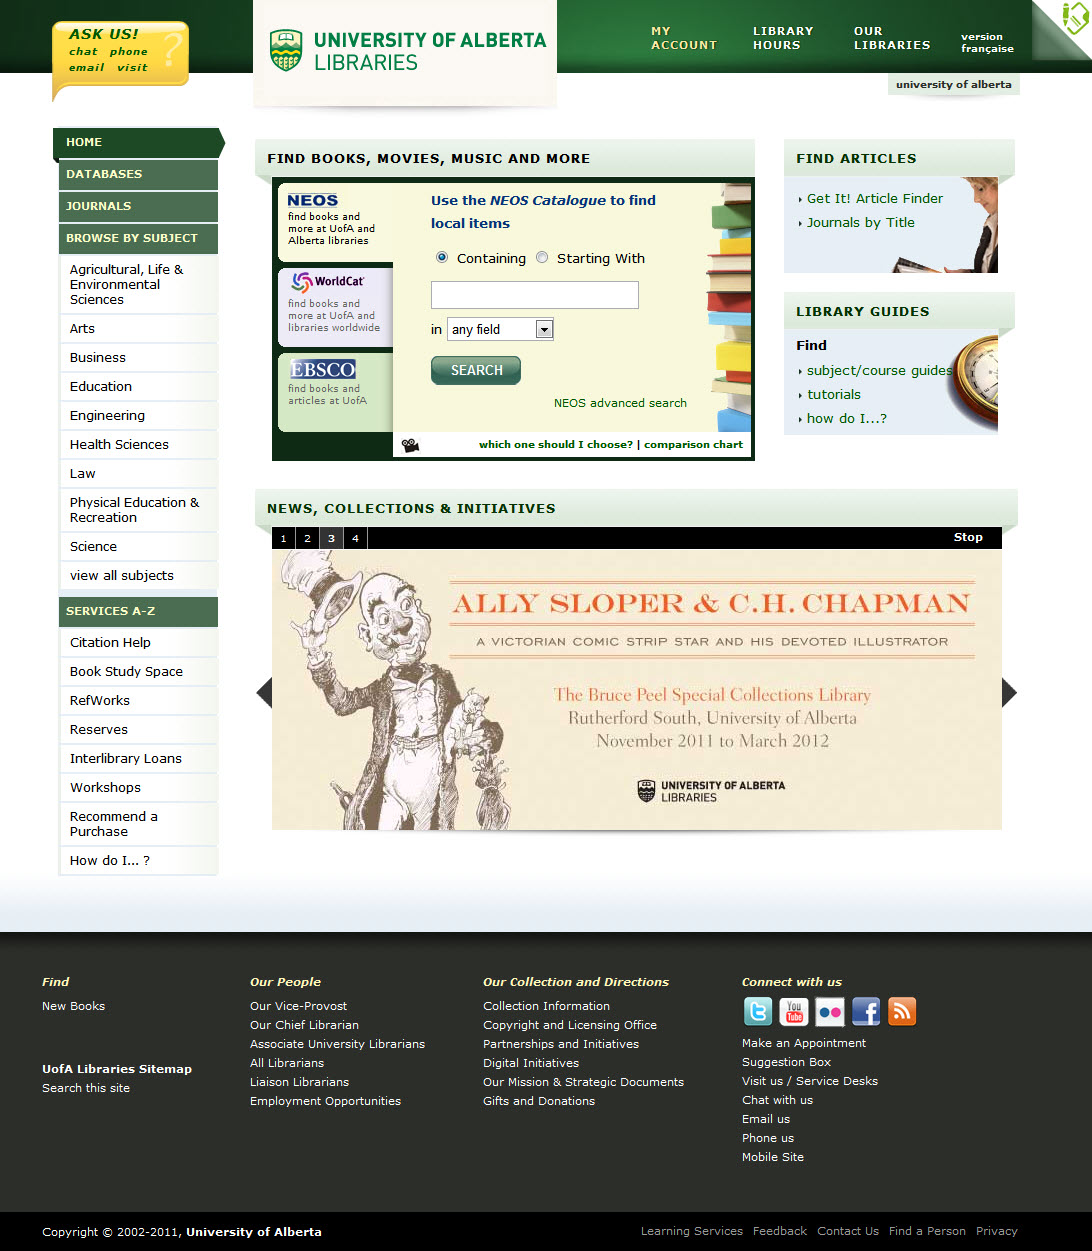 ASK US!
chat phone
email visit
?
UNIVERSITY OF ALBERTA
LIBRARIES
MY
ACCOUNT
LIBRARY
HOURS
OUR
LIBRARIES
version
française
university of alberta
HOME
DATABASES
JOURNALS
BROWSE BY SUBJECT
Agricultural, Life &
Environmental
Sciences
Arts
Business
Education
Engineering
Health Sciences
Law
Physical Education &
Recreation
Science
view all subjects
SERVICES A-Z
Citation Help
Book Study Space
RefWorks
Reserves
Interlibrary Loans
Workshops
Recommend a
Purchase
How do I... ?
FIND BOOKS, MOVIES, MUSIC AND MORE
NEOS
find books and
more at UofA and
Alberta libraries
WorldCat
find books and
more at UofA and
libraries worldwide
EBSCO
find books and
articles at UofA
Use the NEOS Catalogue to find
local items
Containing Starting With
in any field
SEARCH
NEOS advanced search
which one should I choose? | comparison chart
FIND ARTICLES
Get It! Article Finder
Journals by Title
LIBRARY GUIDES
Find
subject/course guides
tutorials
how do I...?
NEWS, COLLECTIONS & INITIATIVES
1 2 3 4 Stop
ALLY SLOPER & C.H. CHAPMAN
A VICTORIAN COMIC STRIP STAR AND HIS DEVOTED ILLUSTRATOR
The Bruce Peel Special Collections Library
Rutherford South, University of Alberta
November 2011 to March 2012
UNIVERSITY OF ALBERTA
LIBRARIES
Find
New Books
UofA Libraries Sitemap
Search this site
Our People
Our Vice-Provost
Our Chief Librarian
Associate University Librarians
All Librarians
Liaison Librarians
Employment Opportunities
Our Collection and Directions
Collection Information
Copyright and Licensing Office
Partnerships and Initiatives
Digital Initiatives
Our Mission & Strategic Documents
Gifts and Donations
Connect with us
You
Tube
Make an Appointment
Suggestion Box
Visit us / Service Desks
Chat with us
Email us
Phone us
Mobile Site
Copyright © 2002-2011, University of Alberta
Learning Services Feedback Contact Us Find a Person Privacy